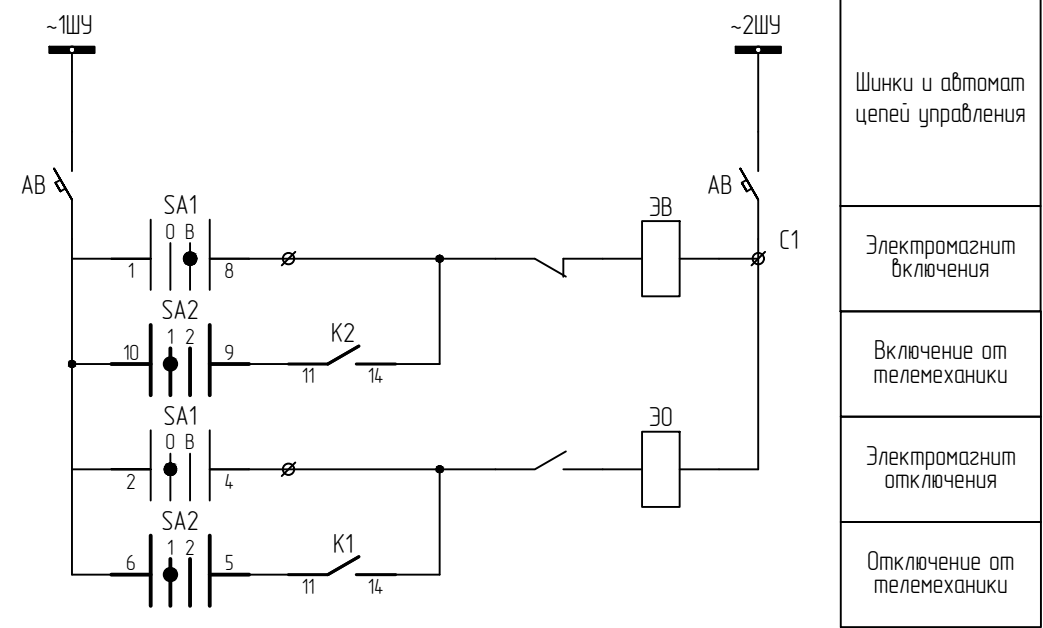 ~1ШУ
~2ШУ
Шинки и автомат
цепей управления
АВ
АВ
SA1
О В
1
8
ЭВ
С1
Электромагнит
включения
SA2
1 2
10
9
К2
11
14
Включение от
телемеханики
SA1
О В
2
4
ЭО
Электромагнит
отключения
SA2
1 2
6
5
К1
11
14
Отключение от
телемеханики